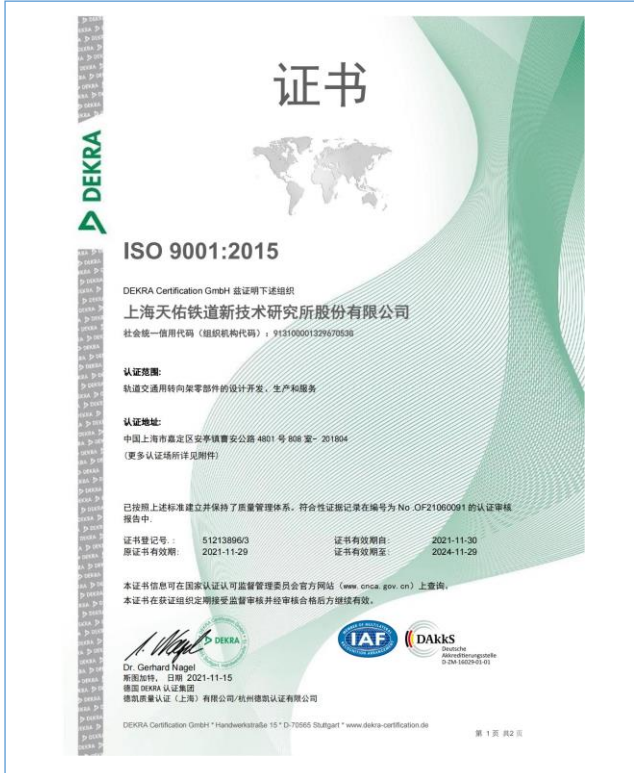 DEKRA
证书
ISO 9001:2015
DEKRA Certification GmbH 兹证明下述组织
上海天佑铁道新技术研究所股份有限公司
社会统一信用代码（组织机构代码）：91310000132967053G
认证范围:
轨道交通用转向架零部件的设计开发、生产和服务
认证地址:
中国上海市嘉定区安亭镇曹安公路 4801 号 808 室- 201804
(更多认证场所详见附件)
已按照上述标准建立并保持了质量管理体系。符合性证据记录在编号为 No .OF21060091 的认证审核
报告中.
证书登记号.: 51213896/3 证书有效期自: 2021-11-30
原证书有效期: 2021-11-29 证书有效期至: 2024-11-29
本证书信息可在国家认证认可监督管理委员会官方网站（www.cnca.gov.cn）上查询。
本证书在获证组织定期接受监督审核并经审核合格后方继续有效。
DEKRA
IAF
DAkkS
Deutsche
Akkreditierungsstelle
D-ZM-16029-01-01
Dr. Gerhard Nagel
斯图加特， 日期 2021-11-15
德国 DEKRA 认证集团
德凯质量认证（上海）有限公司/杭州德凯认证有限公司
DEKRA Certification GmbH * Handwerkstraße 15 * D-70565 Stuttgart * www.dekra-certification.de
第 1 页 共2 页